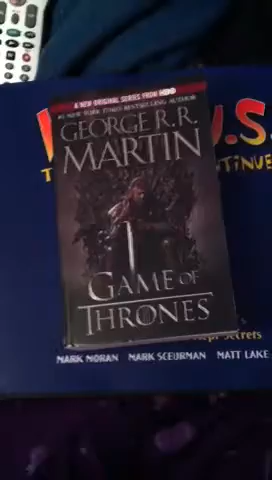 A NEW ORIGINAL SERIES FROM HBO
#1 NEW YORK TIMES BESTSELLING AUTHOR
GEORGE R.R.
MARTIN
GAME OF
THRONES
U.S.
Secrets
MARK MORAN MARK SCEURMAN MATT LAKE